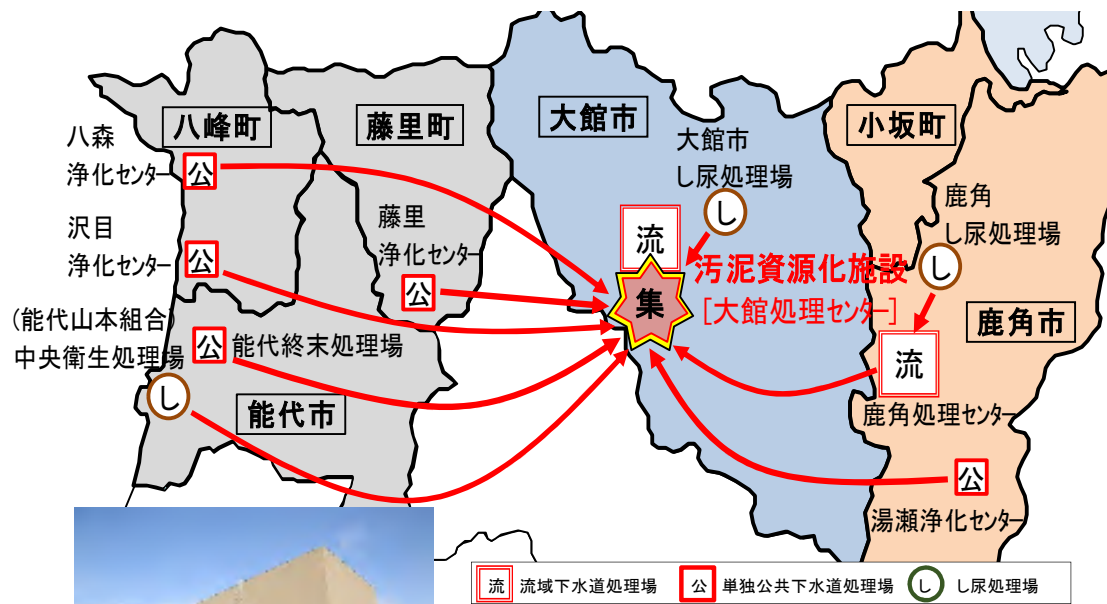 八峰町
藤里町
大館市
小坂町
八森
浄化センター
公
大館市
し尿処理場
し
鹿角
し尿処理場
し
沢目
浄化センター
公
藤里
浄化センター
公
流
集
汚泥資源化施設
[大館処理センター]
鹿角市
(能代山本組合)
中央衛生処理場
し
公
能代終末処理場
能代市
流
鹿角処理センター
公
湯瀬浄化センター
流 流域下水道処理場 公 単独公共下水道処理場 し し尿処理場